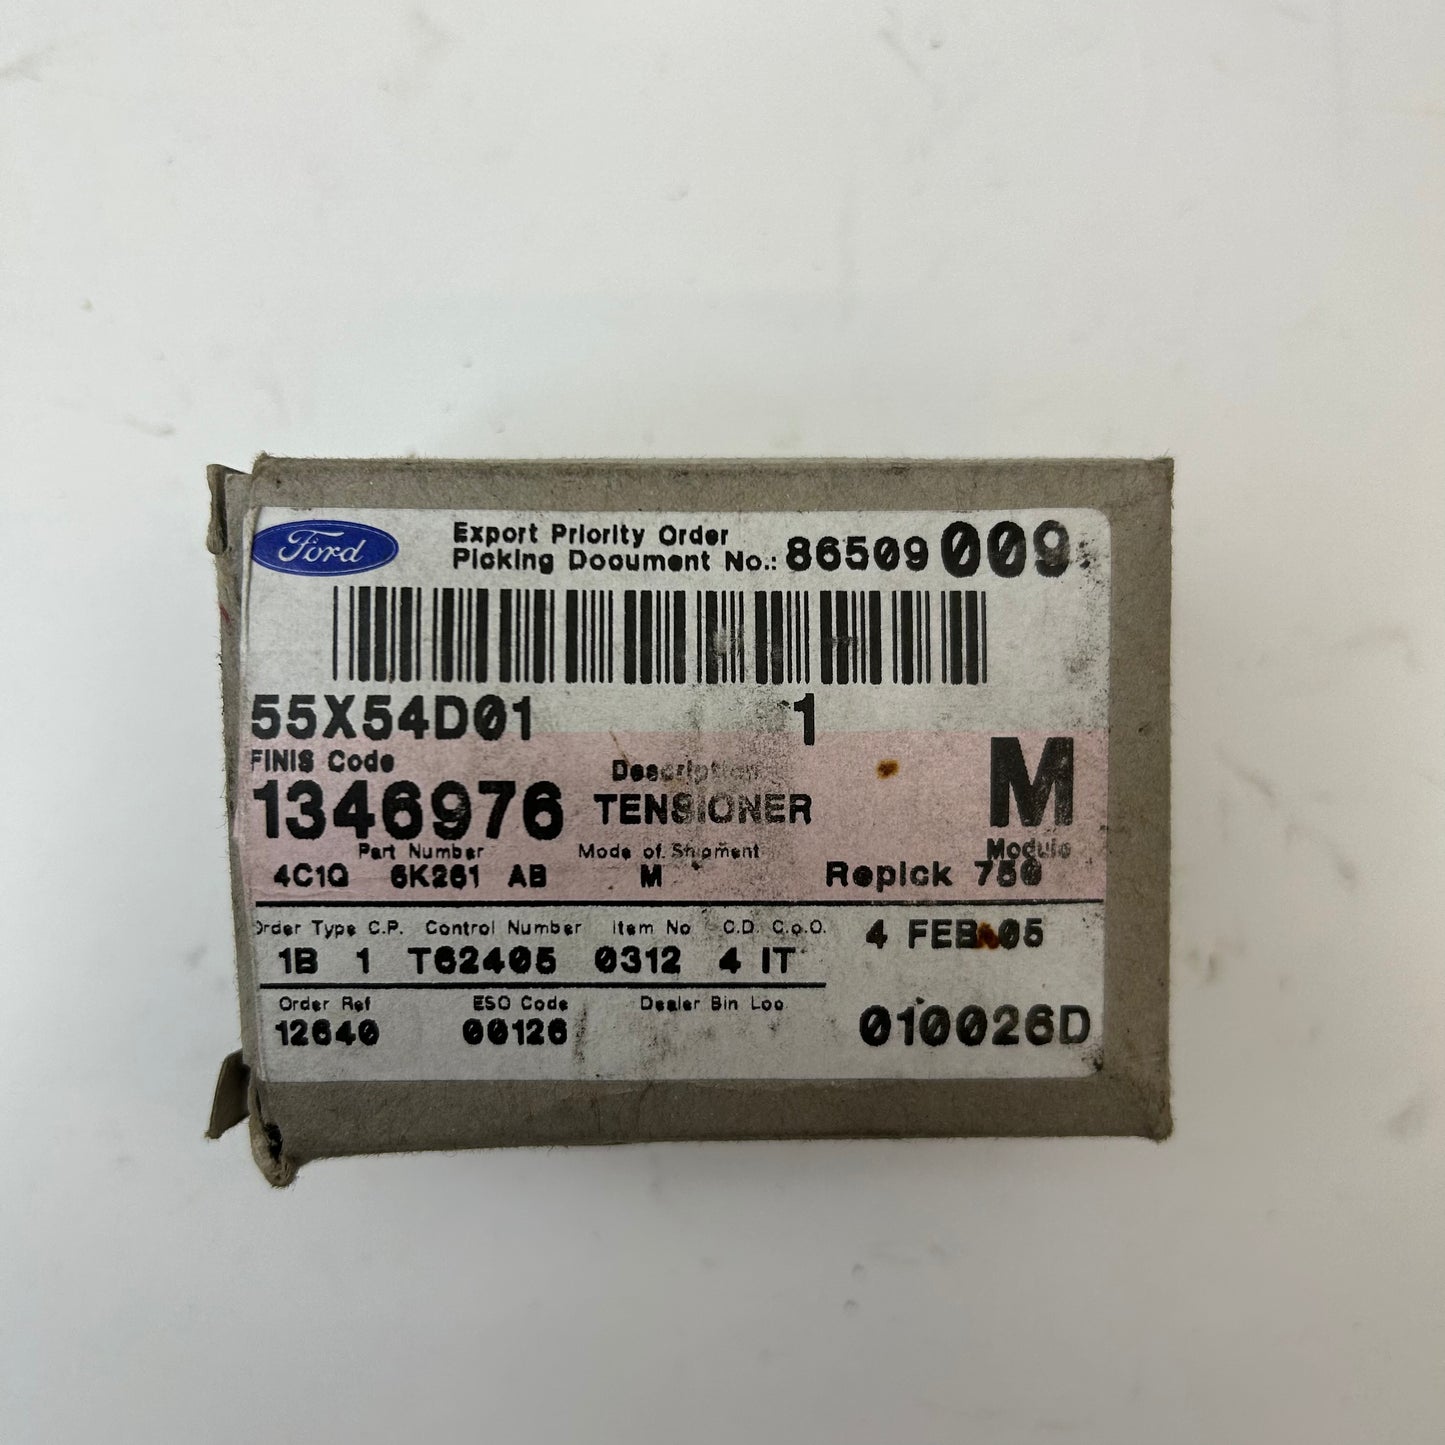 Ford
Export Priority Order
Picking Document No.: 86509 009
55X54D01 1
FINIS Code Description
1346976 TENSIONER M
Part Number Mode of Shipment Module
4C1Q 6K261 AB M Repick 750
Order Type C.P. Control Number Item No C.D. C.o.O. 4 FEB 05
1B 1 T62405 0312 4 IT
Order Ref ESO Code Dealer Bin Loc
12640 00126 010026D